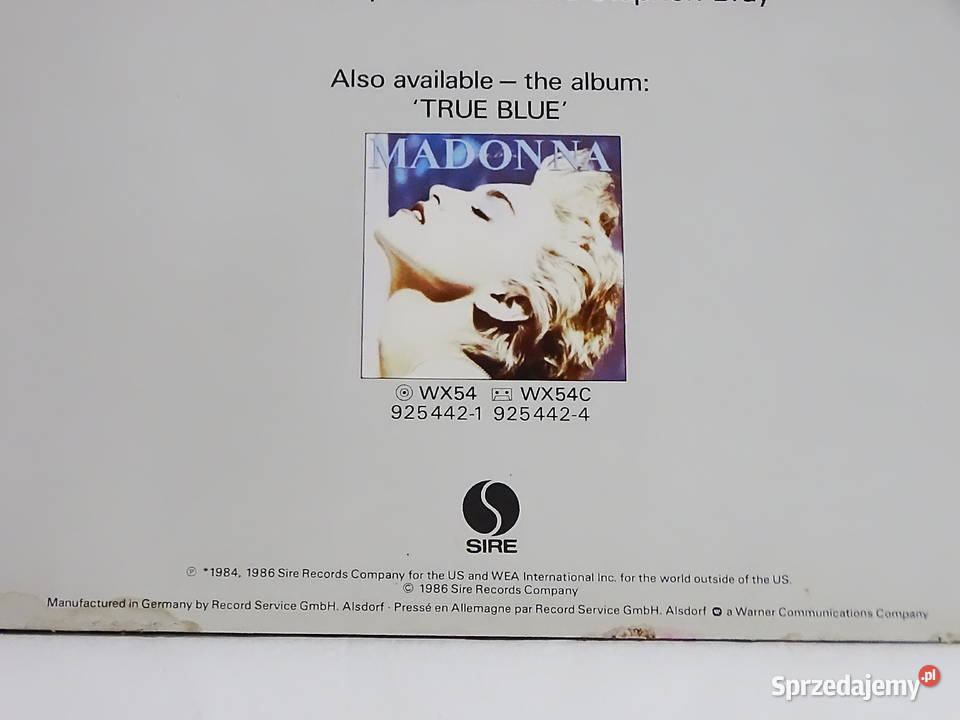 Also available – the album:
‘TRUE BLUE’
MADONNA
WX54 WX54C
925442-1 925442-4
SIRE
℗ *1984, 1986 Sire Records Company for the US and WEA International Inc. for the world outside of the US.
© 1986 Sire Records Company
Manufactured in Germany by Record Service GmbH. Alsdorf · Pressé en Allemagne par Record Service GmbH. Alsdorf a Warner Communications Company
Sprzedajemy.pl